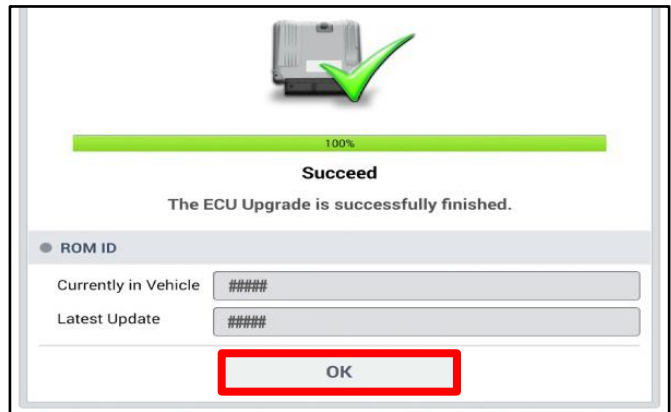 100%
Succeed
The ECU Upgrade is successfully finished.
ROM ID
Currently in Vehicle #####
Latest Update #####
OK